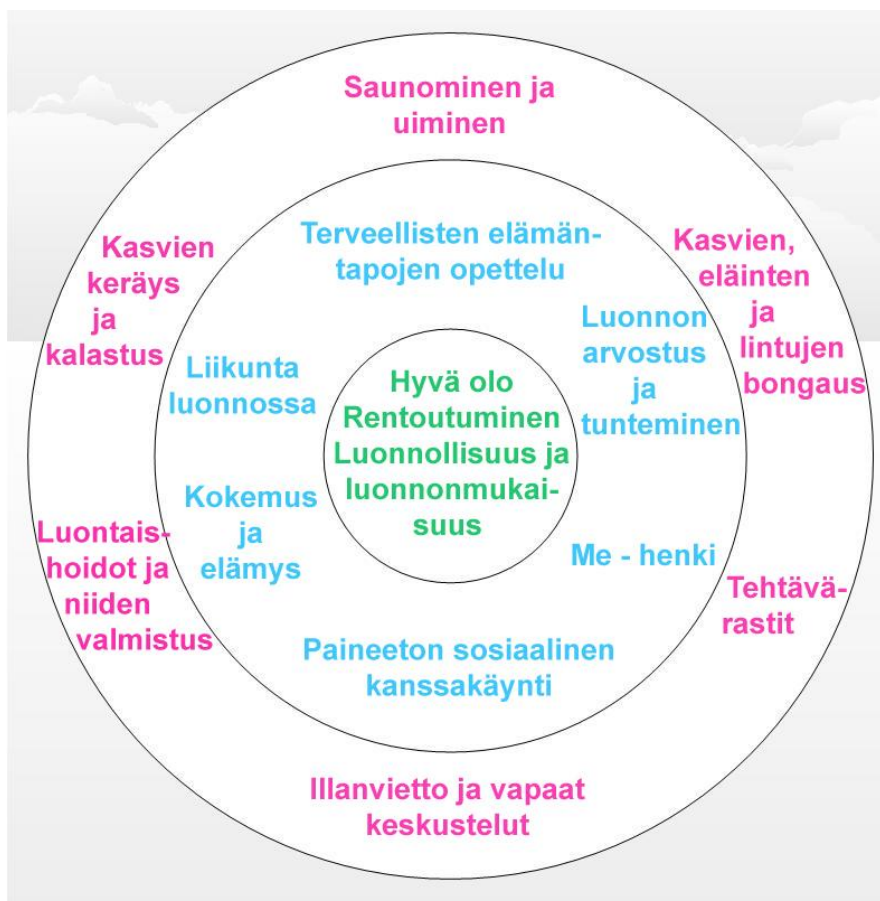 Saunominen ja
uiminen
Kasvien
keräys
ja
kalastus
Terveellisten elämän-
tapojen opettelu
Kasvien,
eläinten
ja
lintujen
bongaus
Liikunta
luonnossa
Luonnon
arvostus
ja
tunteminen
Hyvä olo
Rentoutuminen
Luonnollisuus ja
luonnonmukai-
suus
Kokemus
ja
elämys
Luontais-
hoidot ja
niiden
valmistus
Me - henki
Tehtävä-
rastit
Paineeton sosiaalinen
kanssakäynti
Illanvietto ja vapaat
keskustelut